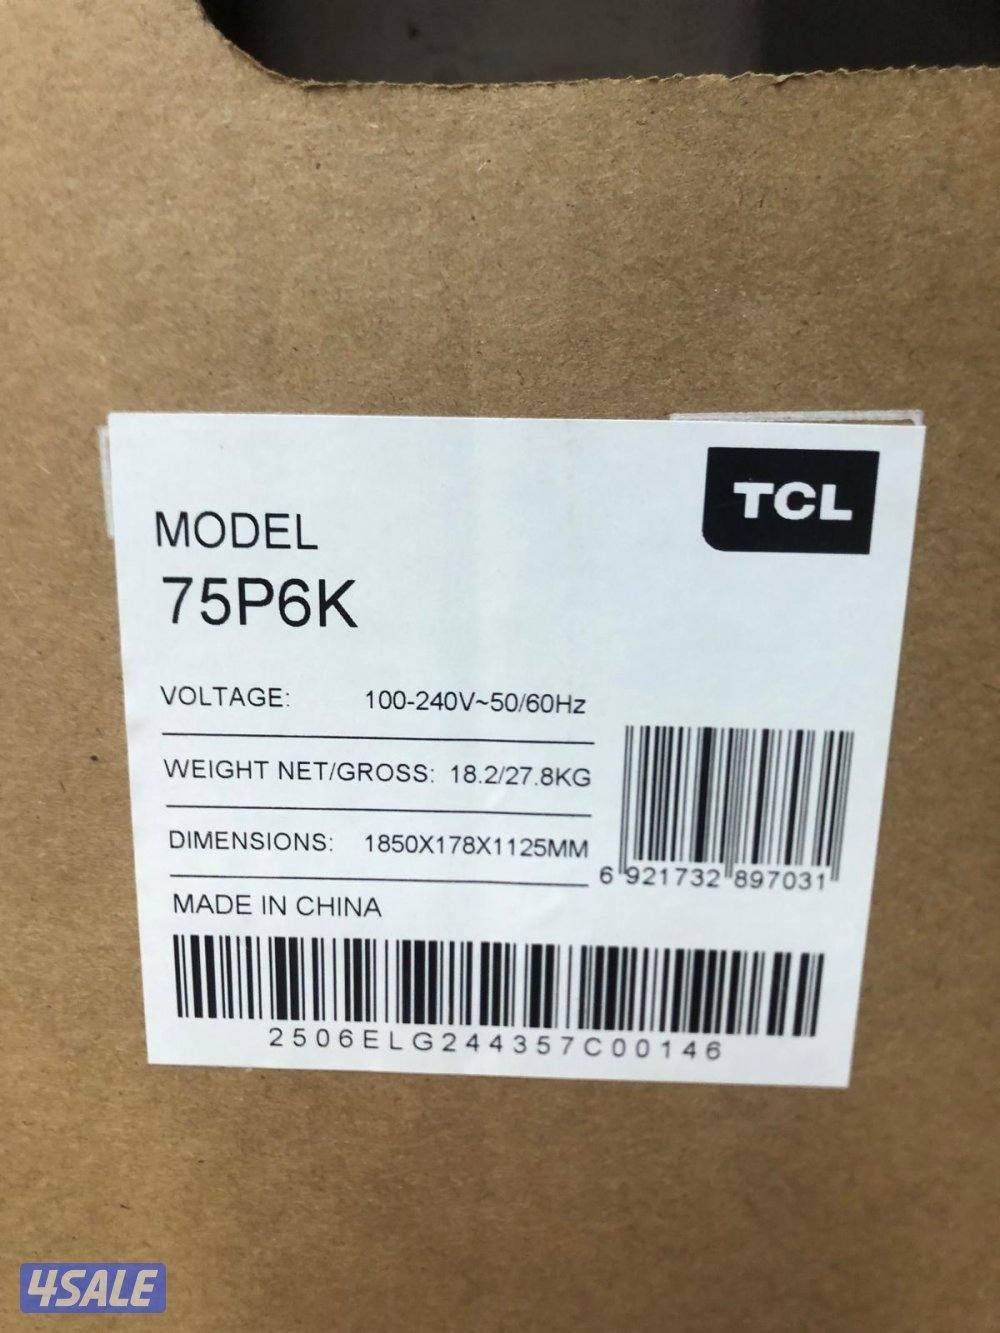 TCL
MODEL
75P6K
VOLTAGE: 100-240V~50/60Hz
WEIGHT NET/GROSS: 18.2/27.8KG
DIMENSIONS: 1850X178X1125MM
6 921732 897031
MADE IN CHINA
2506ELG244357C00146
4SALE